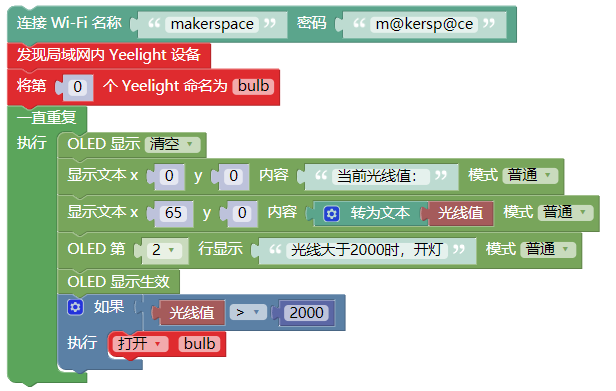 连接 Wi-Fi 名称 “ makerspace ” 密码 “ m@kersp@ce ”
发现局域网内 Yeelight 设备
将第 0 个 Yeelight 命名为 bulb
一直重复
执行 OLED 显示 清空
显示文本 x 0 y 0 内容 “ 当前光线值： ” 模式 普通
显示文本 x 65 y 0 内容 转为文本 光线值 模式 普通
OLED 第 2 行显示 “ 光线大于2000时，开灯 ” 模式 普通
OLED 显示生效
如果 光线值 > 2000
执行 打开 bulb